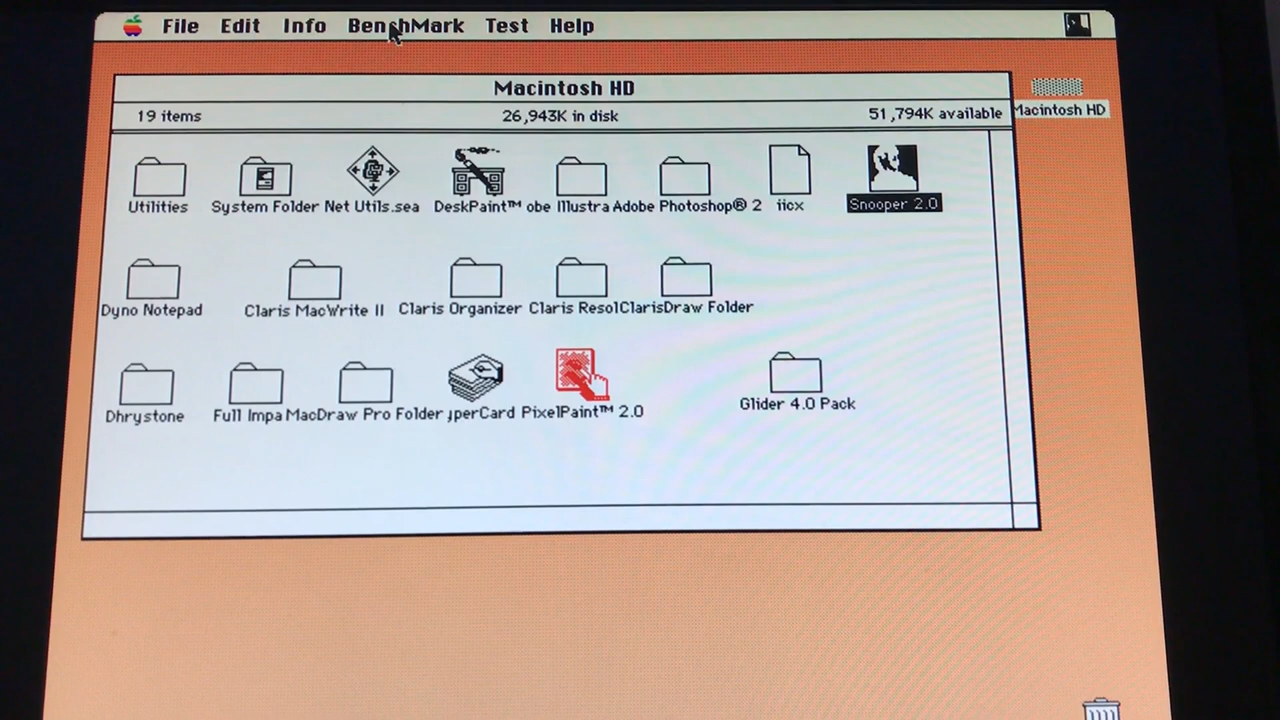 File Edit Info BenchMark Test Help
Macintosh HD
19 items 26,943K in disk 51,794K available
Macintosh HD
Utilities System Folder Net Utils.sea DeskPaint™ obe Illustra Adobe Photoshop® 2 iicx Snooper 2.0
Dyno Notepad Claris MacWrite II Claris Organizer Claris Resol ClarisDraw Folder
Dhrystone Full Impa MacDraw Pro Folder yperCard PixelPaint™ 2.0 Glider 4.0 Pack